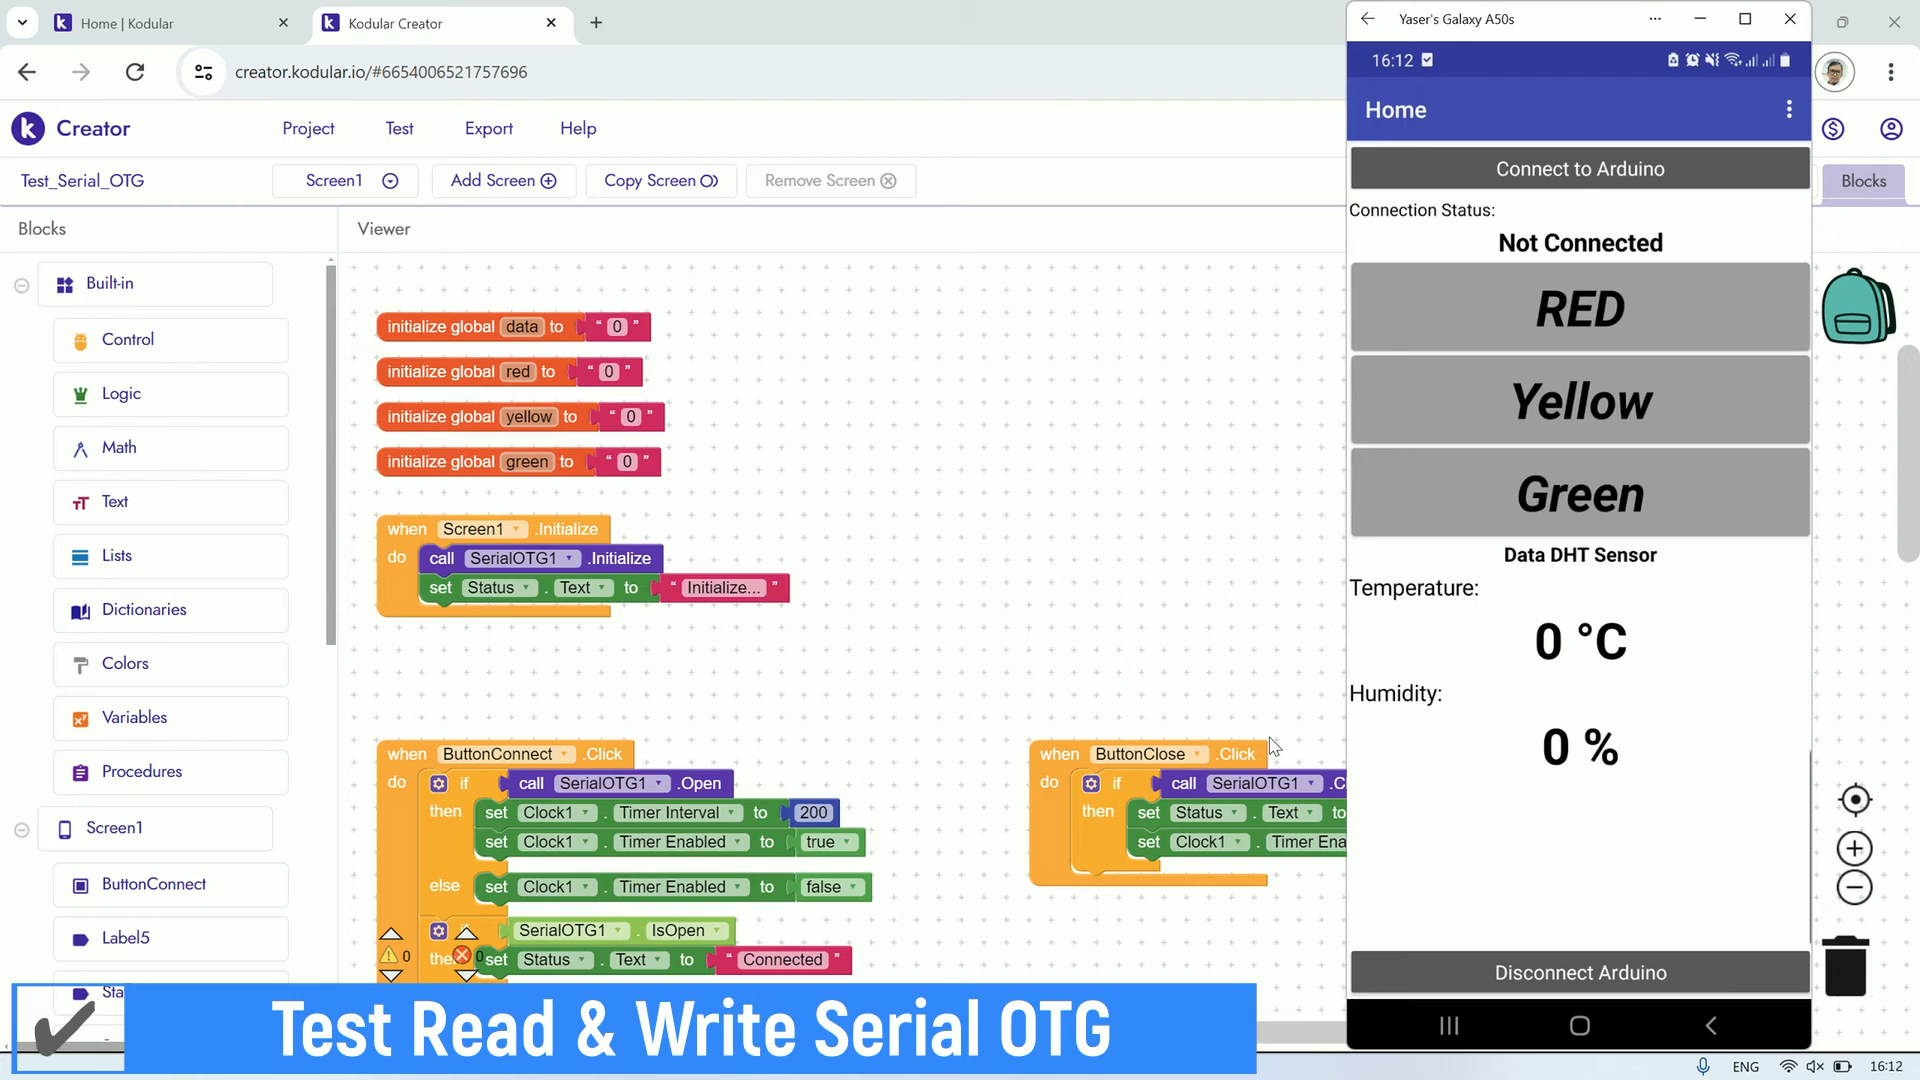 Home | Kodular
Kodular Creator
creator.kodular.io/#6654006521757696
Creator
Project
Test
Export
Help
Test_Serial_OTG
Screen1
Add Screen
Copy Screen
Remove Screen
Blocks
Blocks
Viewer
Built-in
Control
Logic
Math
Text
Lists
Dictionaries
Colors
Variables
Procedures
Screen1
ButtonConnect
Label5
Sta
initialize global data to " 0 "
initialize global red to " 0 "
initialize global yellow to " 0 "
initialize global green to " 0 "
when Screen1 .Initialize
do call SerialOTG1 .Initialize
set Status . Text to " Initialize... "
when ButtonConnect .Click
do if call SerialOTG1 .Open
then set Clock1 . Timer Interval to 200
set Clock1 . Timer Enabled to true
else set Clock1 . Timer Enabled to false
SerialOTG1 . IsOpen
the set Status . Text to " Connected "
0
0
when ButtonClose .Click
do if call SerialOTG1 .C
then set Status . Text to
set Clock1 . Timer Ena
Yaser's Galaxy A50s
16:12
Home
Connect to Arduino
Connection Status:
Not Connected
RED
Yellow
Green
Data DHT Sensor
Temperature:
0 °C
Humidity:
0 %
Disconnect Arduino
Test Read & Write Serial OTG
ENG
16:12